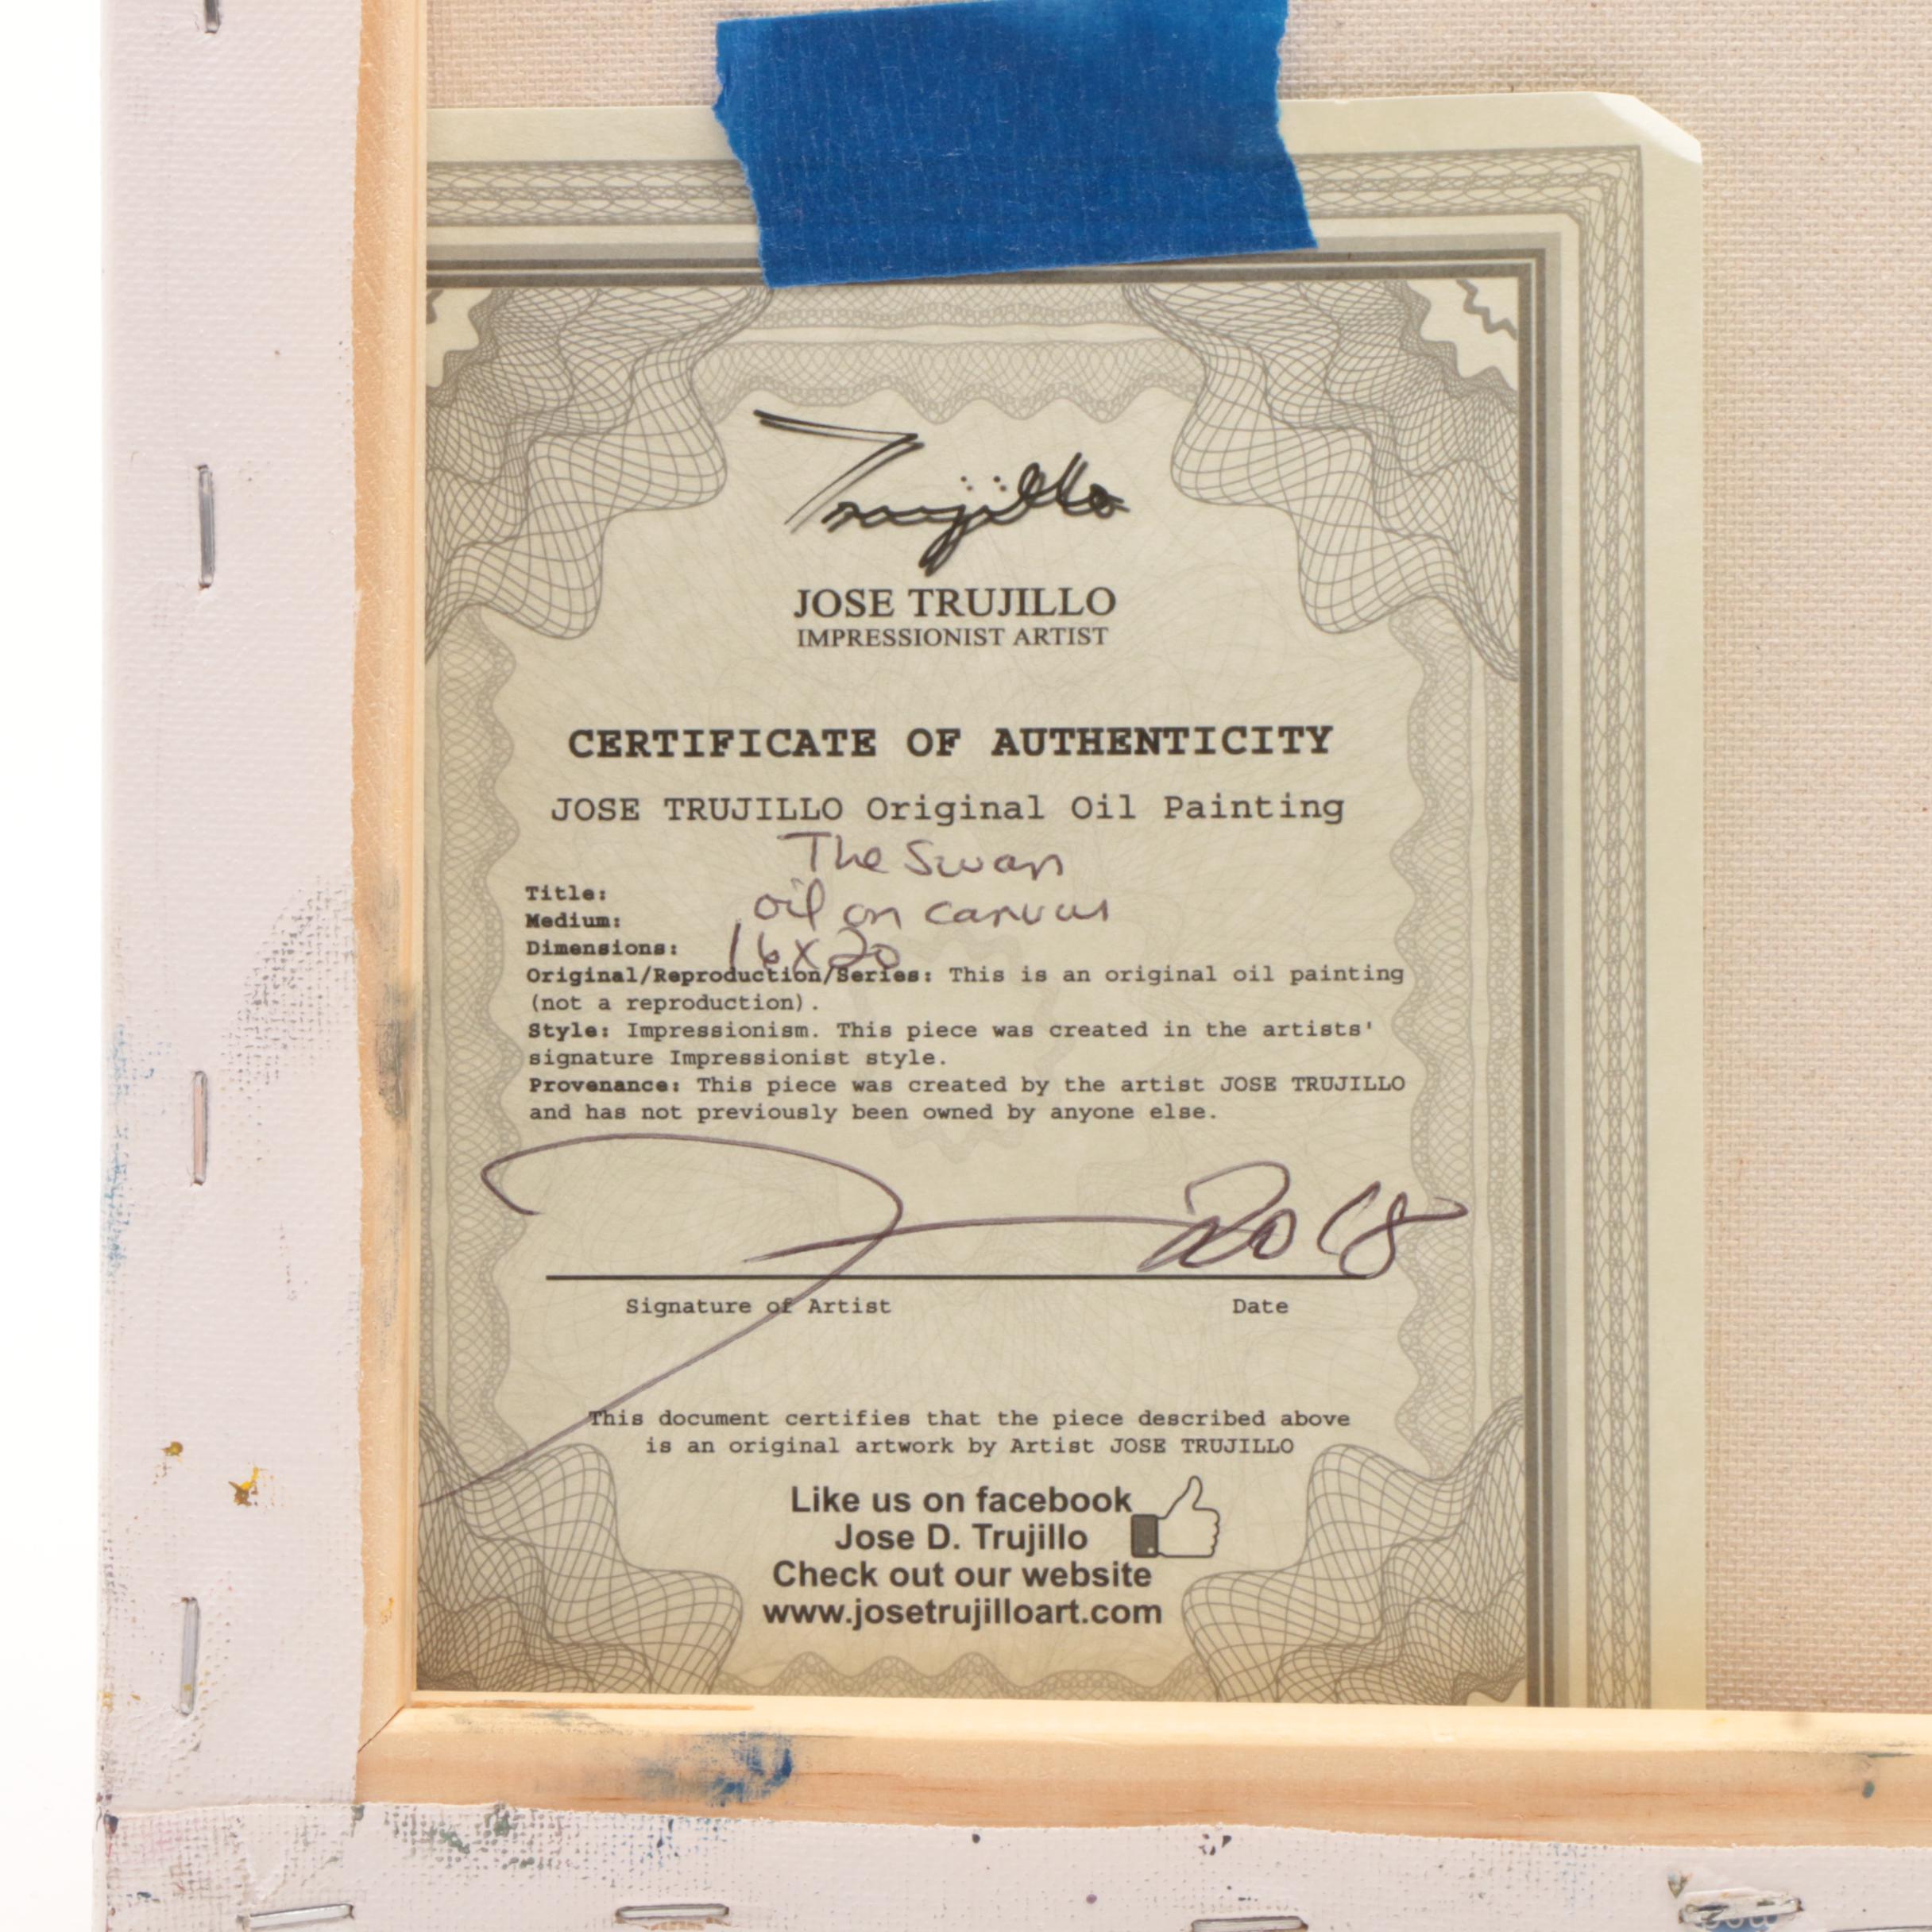 Trujillo
JOSE TRUJILLO
IMPRESSIONIST ARTIST
CERTIFICATE OF AUTHENTICITY
JOSE TRUJILLO Original Oil Painting
The Swan
Title:
Medium: oil on canvas
Dimensions: 16x20
Original/Reproduction/Series: This is an original oil painting
(not a reproduction).
Style: Impressionism. This piece was created in the artists'
signature Impressionist style.
Provenance: This piece was created by the artist JOSE TRUJILLO
and has not previously been owned by anyone else.
2018
Signature of Artist Date
This document certifies that the piece described above
is an original artwork by Artist JOSE TRUJILLO
Like us on facebook
Jose D. Trujillo
Check out our website
www.josetrujilloart.com